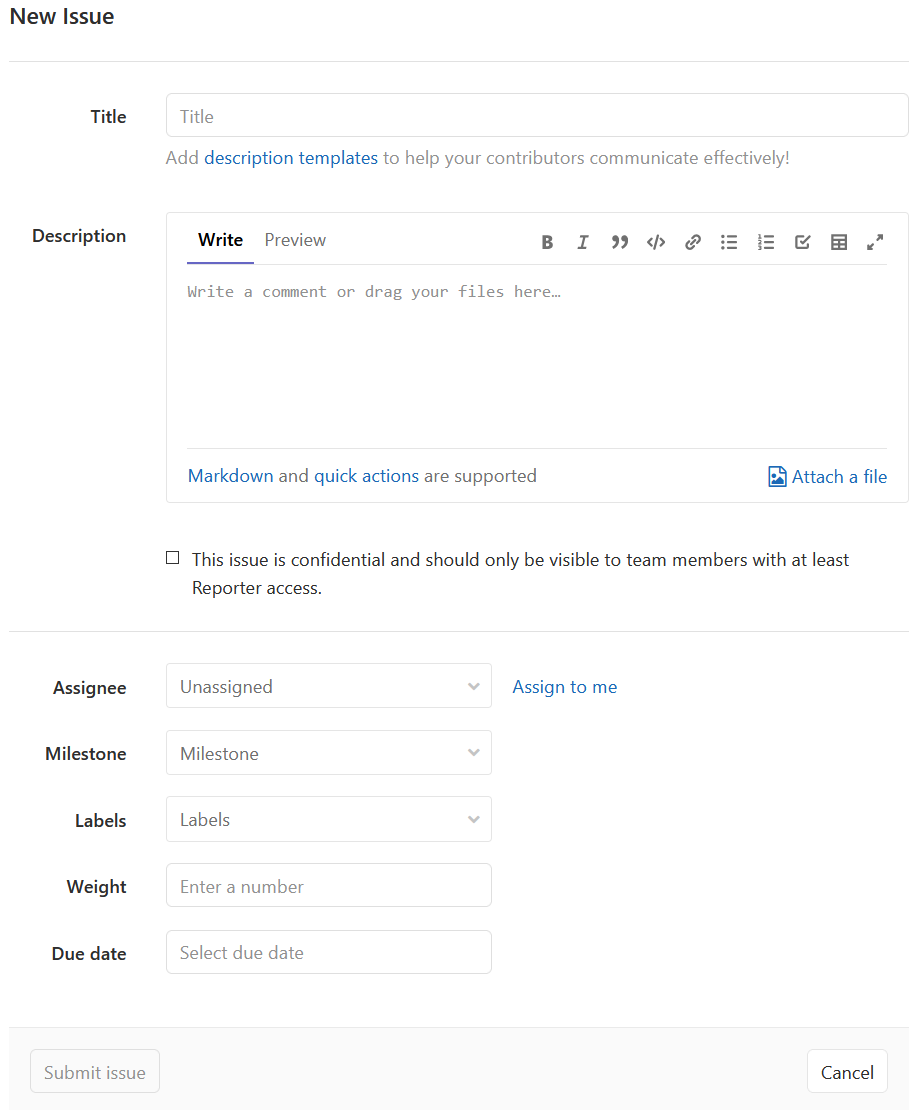 New Issue
Title
Title
Add description templates to help your contributors communicate effectively!
Description
Write Preview
Write a comment or drag your files here…
Markdown and quick actions are supported
Attach a file
This issue is confidential and should only be visible to team members with at least
Reporter access.
Assignee
Unassigned
Assign to me
Milestone
Milestone
Labels
Labels
Weight
Enter a number
Due date
Select due date
Submit issue
Cancel